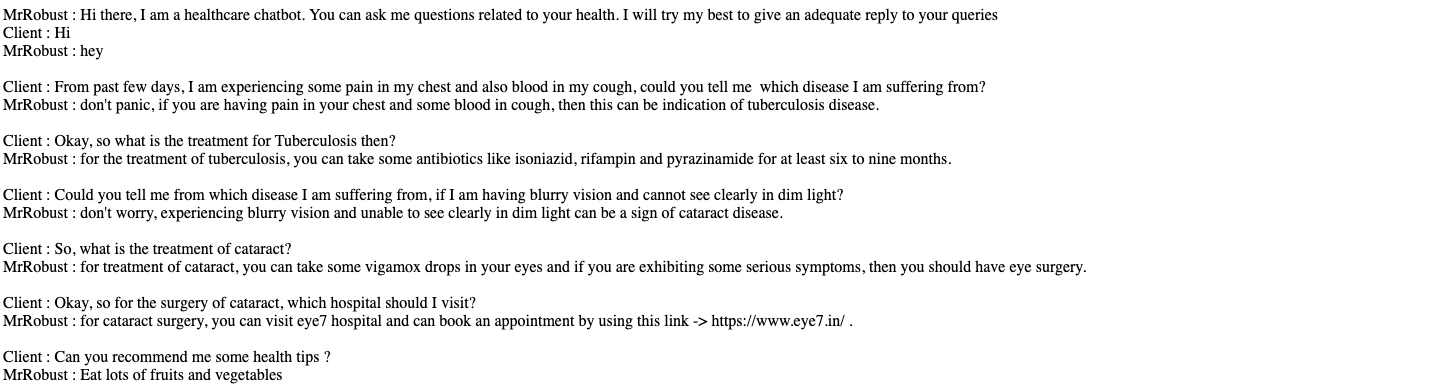 MrRobust : Hi there, I am a healthcare chatbot. You can ask me questions related to your health. I will try my best to give an adequate reply to your queries
Client : Hi
MrRobust : hey
Client : From past few days, I am experiencing some pain in my chest and also blood in my cough, could you tell me  which disease I am suffering from?
MrRobust : don't panic, if you are having pain in your chest and some blood in cough, then this can be indication of tuberculosis disease.
Client : Okay, so what is the treatment for Tuberculosis then?
MrRobust : for the treatment of tuberculosis, you can take some antibiotics like isoniazid, rifampin and pyrazinamide for at least six to nine months.
Client : Could you tell me from which disease I am suffering from, if I am having blurry vision and cannot see clearly in dim light?
MrRobust : don't worry, experiencing blurry vision and unable to see clearly in dim light can be a sign of cataract disease.
Client : So, what is the treatment of cataract?
MrRobust : for treatment of cataract, you can take some vigamox drops in your eyes and if you are exhibiting some serious symptoms, then you should have eye surgery.
Client : Okay, so for the surgery of cataract, which hospital should I visit?
MrRobust : for cataract surgery, you can visit eye7 hospital and can book an appointment by using this link -> https://www.eye7.in/ .
Client : Can you recommend me some health tips ?
MrRobust : Eat lots of fruits and vegetables